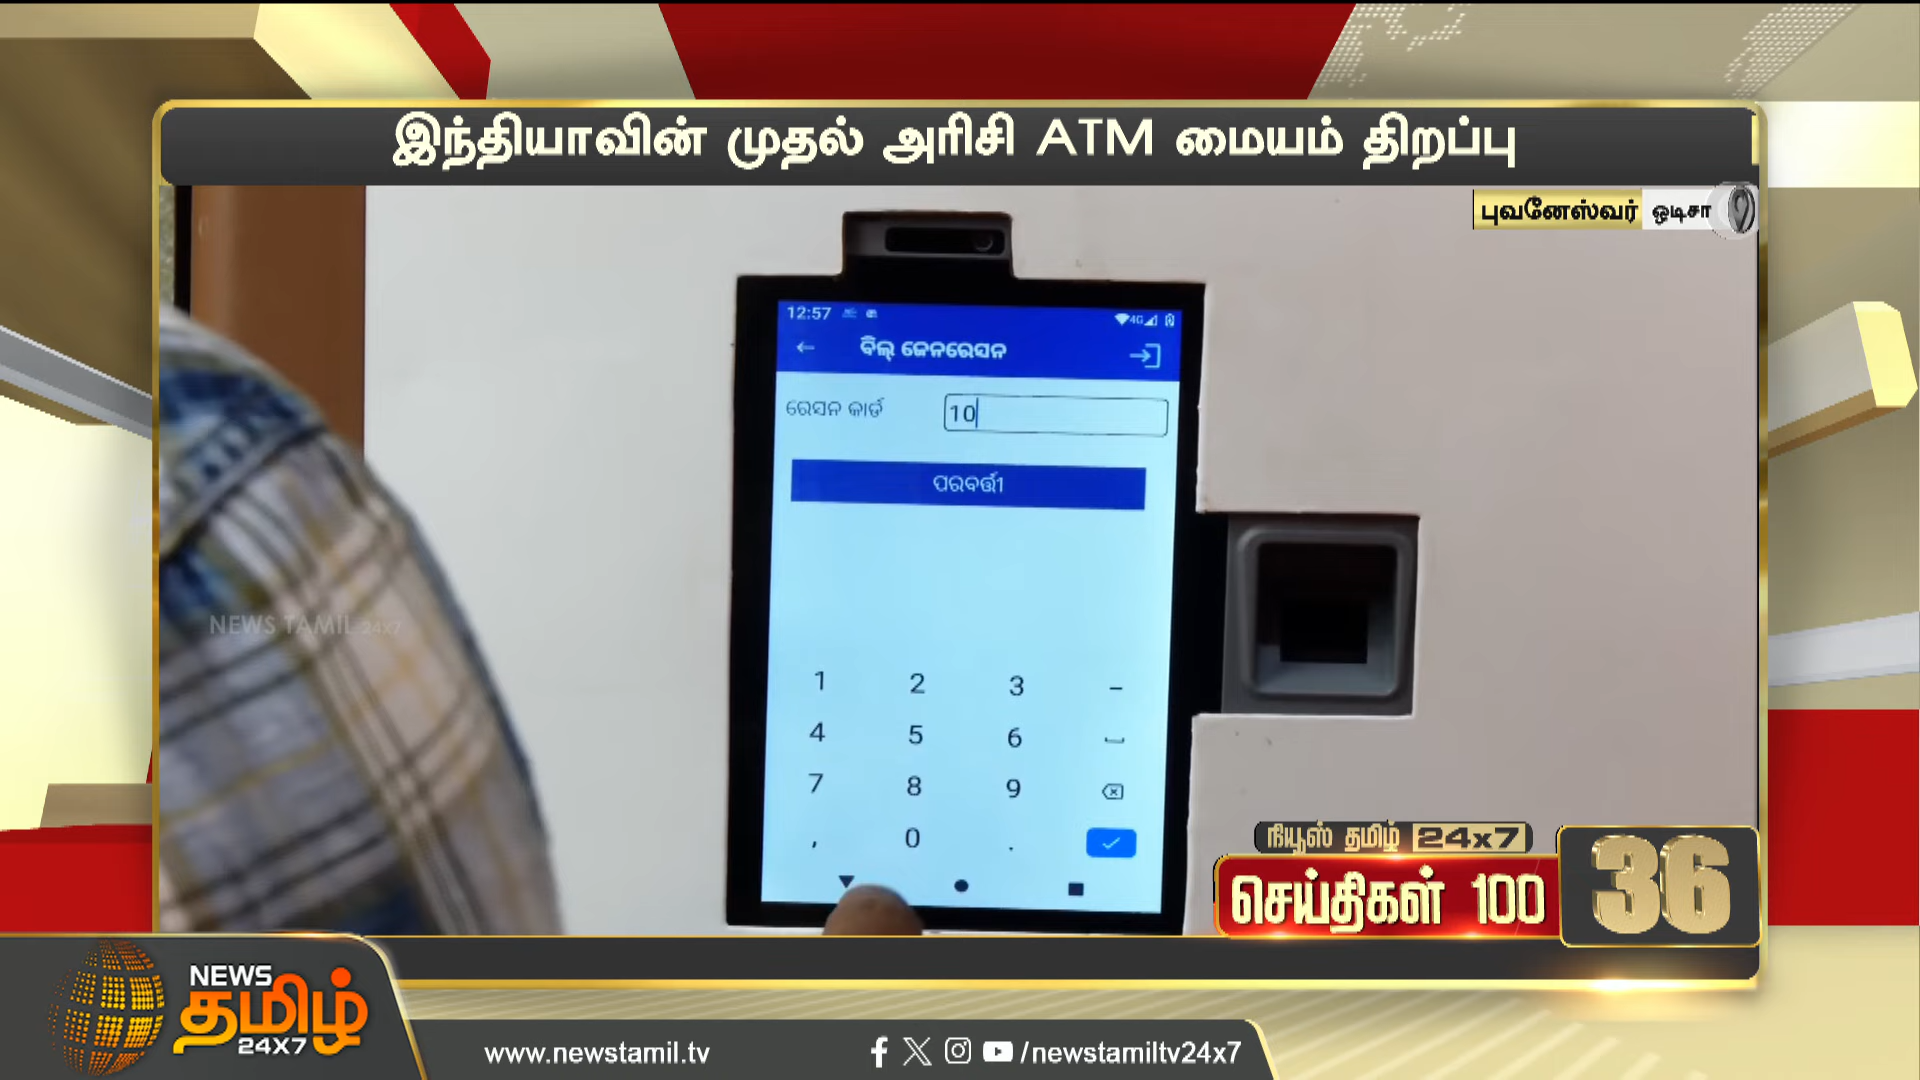 இந்தியாவின் முதல் அரிசி ATM மையம் திறப்பு
புவனேஸ்வர் ஒடிசா
12:57
4G
ବିଲ୍ ଜେନରେସନ
ରେସନ କାର୍ଡ
10
ପରବର୍ତ୍ତୀ
1 2 3 –
4 5 6
7 8 9
, 0 .
NEWS TAMIL 24x7
நியூஸ் தமிழ் 24x7
செய்திகள் 100
36
NEWS
தமிழ்
24X7
www.newstamil.tv
/newstamiltv24x7